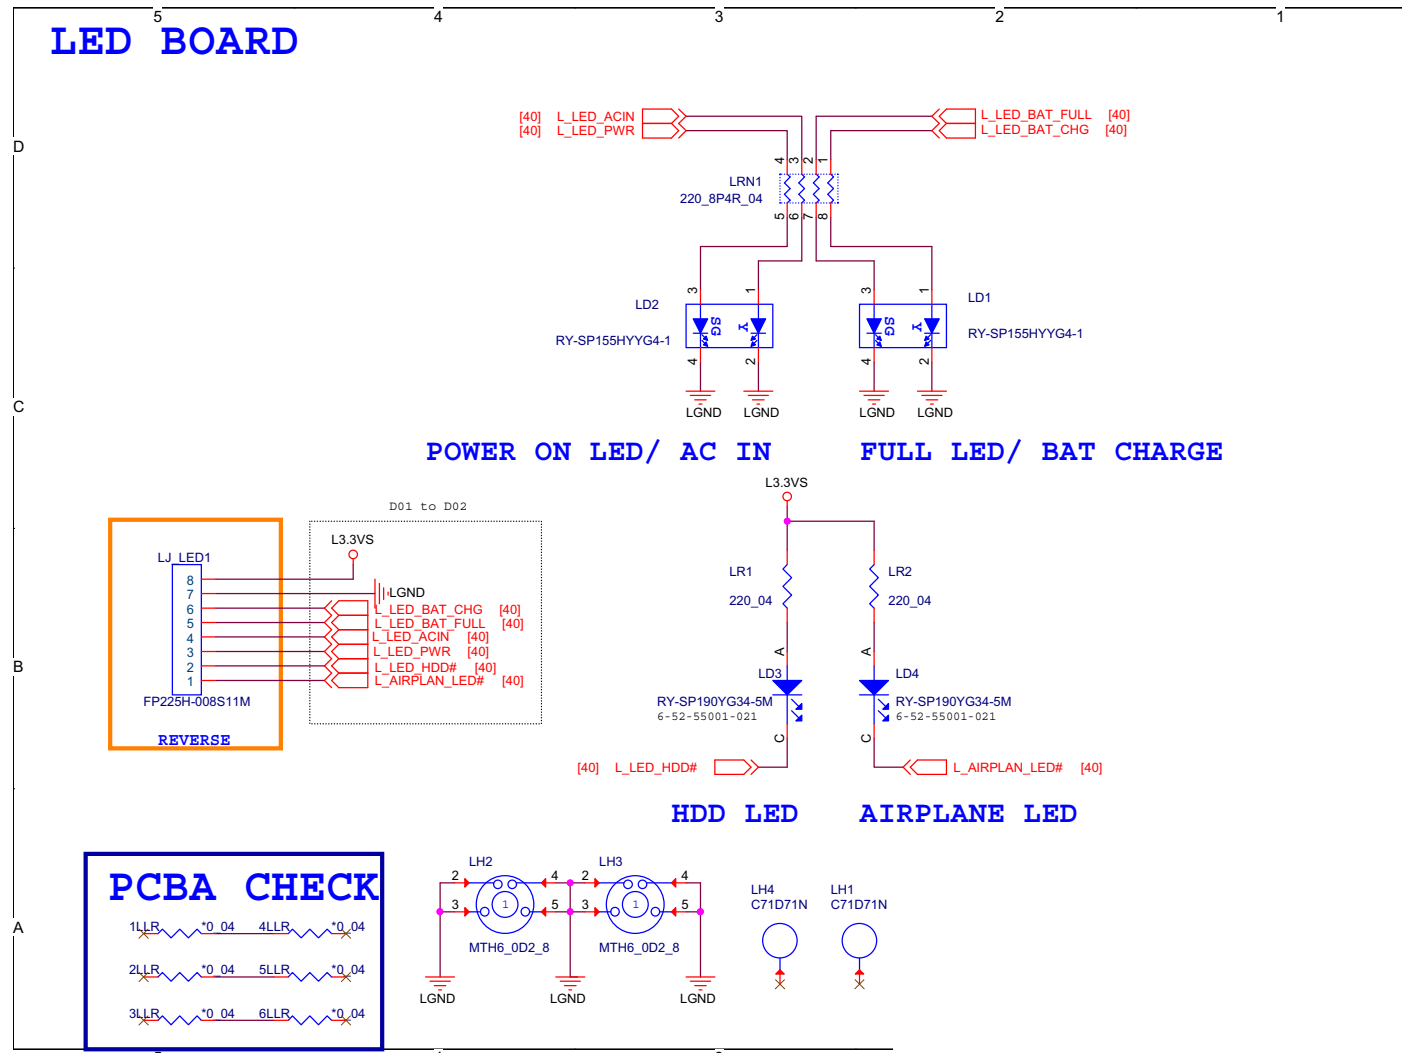 5 4 3 2 1
LED BOARD
[40] L_LED_ACIN
[40] L_LED_PWR
L_LED_BAT_FULL [40]
L_LED_BAT_CHG [40]
D
4 3 2 1
LRN1
220_8P4R_04
5 6 7 8
3 1 3 1
LD2
LD1
SG Y SG Y
RY-SP155HYYG4-1
RY-SP155HYYG4-1
4 2 4 2
C
LGND LGND LGND LGND
POWER ON LED/ AC IN
FULL LED/ BAT CHARGE
L3.3VS
D01 to D02
L3.3VS
LJ_LED1
8
7 LGND
6 L_LED_BAT_CHG [40]
5 L_LED_BAT_FULL [40]
4 L_LED_ACIN [40]
3 L_LED_PWR [40]
2 L_LED_HDD# [40]
1 L_AIRPLAN_LED# [40]
FP225H-008S11M
REVERSE
B
LR1
220_04
LR2
220_04
A A
LD3
RY-SP190YG34-5M
6-52-55001-021
LD4
RY-SP190YG34-5M
6-52-55001-021
C C
[40] L_LED_HDD#
L_AIRPLAN_LED# [40]
HDD LED
AIRPLANE LED
PCBA CHECK
1LLR *0_04 4LLR *0_04
2LLR *0_04 5LLR *0_04
3LLR *0_04 6LLR *0_04
A
LH2
LH3
2 4 2 4
3 1 5 3 1 5
MTH6_0D2_8
MTH6_0D2_8
LGND LGND LGND
LH4
C71D71N
LH1
C71D71N